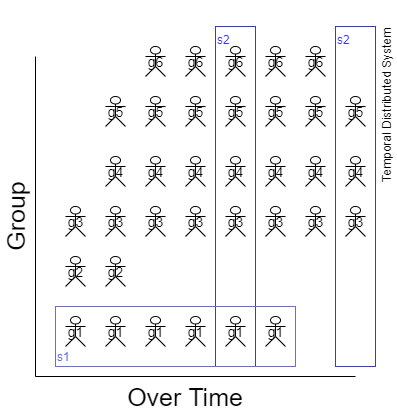 s2 s2
g6 g6 g6 g6 g6
g5 g5 g5 g5 g5 g5 g5
g4 g4 g4 g4 g4 g4 g4
g3 g3 g3 g3 g3 g3 g3 g3
g2 g2
g1 g1 g1 g1 g1 g1
s1
Group
Over Time
Temporal Distributed System